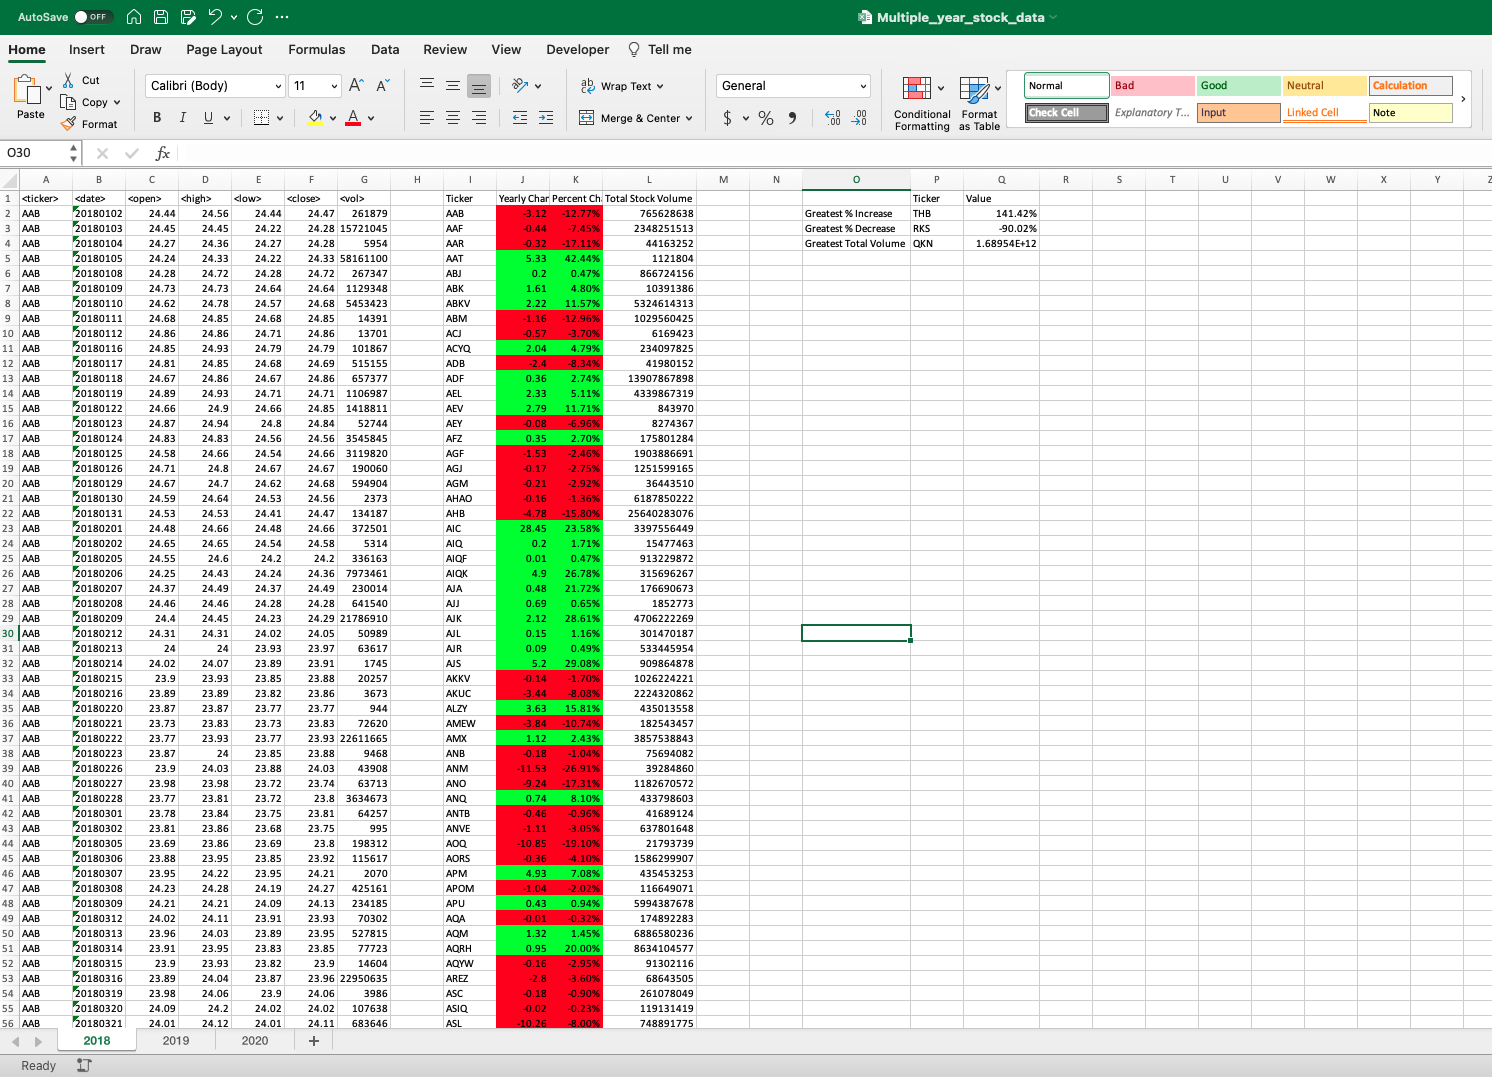 AutoSave OFF Multiple_year_stock_data
Home Insert Draw Page Layout Formulas Data Review View Developer Tell me
Paste Cut Copy Format
Calibri (Body) 11 Wrap Text General
B I U Merge & Center $ % Conditional Formatting Format as Table
Normal Bad Good Neutral Calculation
Check Cell Explanatory T... Input Linked Cell Note
O30 fx
A B C D E F G H I J K L M N O P Q R S T U V W X Y Z
1 <ticker> <date> <open> <high> <low> <close> <vol> Ticker Yearly Char Percent Ch Total Stock Volume Ticker Value
2 AAB 20180102 24.44 24.56 24.44 24.47 261879 AAB -3.12 -12.77% 765628638 Greatest % Increase THB 141.42%
3 AAB 20180103 24.45 24.45 24.22 24.28 15721045 AAF -0.44 -7.45% 2348251513 Greatest % Decrease RKS -90.02%
4 AAB 20180104 24.27 24.36 24.27 24.28 5954 AAR -0.32 -17.11% 44163252 Greatest Total Volume QKN 1.68954E+12
5 AAB 20180105 24.24 24.33 24.22 24.33 58161100 AAT 5.33 42.44% 1121804
6 AAB 20180108 24.28 24.72 24.28 24.72 267347 ABJ 0.2 0.47% 866724156
7 AAB 20180109 24.73 24.73 24.64 24.64 1129348 ABK 1.61 4.80% 10391386
8 AAB 20180110 24.62 24.78 24.57 24.68 5453423 ABKV 2.22 11.57% 5324614313
9 AAB 20180111 24.68 24.85 24.68 24.85 14391 ABM -1.16 -12.96% 1029560425
10 AAB 20180112 24.86 24.86 24.71 24.86 13701 ACJ -0.57 -3.70% 6169423
11 AAB 20180116 24.85 24.93 24.79 24.79 101867 ACYQ 2.04 4.79% 234097825
12 AAB 20180117 24.81 24.85 24.68 24.69 515155 ADB -2.4 -8.34% 41980152
13 AAB 20180118 24.67 24.86 24.67 24.86 657377 ADF 0.36 2.74% 13907867898
14 AAB 20180119 24.89 24.93 24.71 24.71 1106987 AEL 2.33 5.11% 4339867319
15 AAB 20180122 24.66 24.9 24.66 24.85 1418811 AEV 2.79 11.71% 843970
16 AAB 20180123 24.87 24.94 24.8 24.84 52744 AEY -0.08 -6.96% 8274367
17 AAB 20180124 24.83 24.83 24.56 24.56 3545845 AFZ 0.35 2.70% 175801284
18 AAB 20180125 24.58 24.66 24.54 24.66 3119820 AGF -1.53 -2.46% 1903886691
19 AAB 20180126 24.71 24.8 24.67 24.67 190060 AGJ -0.17 -2.75% 1251599165
20 AAB 20180129 24.67 24.7 24.62 24.68 594904 AGM -0.21 -2.92% 36443510
21 AAB 20180130 24.59 24.64 24.53 24.56 2373 AHAO -0.16 -1.36% 6187850222
22 AAB 20180131 24.53 24.53 24.41 24.47 134187 AHB -4.78 -15.80% 25640283076
23 AAB 20180201 24.48 24.66 24.48 24.66 372501 AIC 28.45 23.58% 3397556449
24 AAB 20180202 24.65 24.65 24.54 24.58 5314 AIQ 0.2 1.71% 15477463
25 AAB 20180205 24.55 24.6 24.2 24.2 336163 AIQF 0.01 0.47% 913229872
26 AAB 20180206 24.25 24.43 24.24 24.36 7973461 AIQK 4.9 26.78% 315696267
27 AAB 20180207 24.37 24.49 24.37 24.49 230014 AJA 0.48 21.72% 176690673
28 AAB 20180208 24.46 24.46 24.28 24.28 641540 AJJ 0.69 0.65% 1852773
29 AAB 20180209 24.4 24.45 24.23 24.29 21786910 AJK 2.12 28.61% 4706222269
30 AAB 20180212 24.31 24.31 24.02 24.05 50989 AJL 0.15 1.16% 301470187
31 AAB 20180213 24 24 23.93 23.97 63617 AJR 0.09 0.49% 533445954
32 AAB 20180214 24.02 24.07 23.89 23.91 1745 AJS 5.2 29.08% 909864878
33 AAB 20180215 23.9 23.93 23.85 23.88 20257 AKKV -0.14 -1.70% 1026224221
34 AAB 20180216 23.89 23.89 23.82 23.86 3673 AKUC -3.44 -8.08% 2224320862
35 AAB 20180220 23.87 23.87 23.77 23.77 944 ALZY 3.63 15.81% 435013558
36 AAB 20180221 23.73 23.83 23.73 23.83 72620 AMEW -3.84 -10.74% 182543457
37 AAB 20180222 23.77 23.93 23.77 23.93 22611665 AMX 1.12 2.43% 3857538843
38 AAB 20180223 23.87 24 23.85 23.88 9468 ANB -0.18 -1.04% 75694082
39 AAB 20180226 23.9 24.03 23.88 24.03 43908 ANM -11.53 -26.91% 39284860
40 AAB 20180227 23.98 23.98 23.72 23.74 63713 ANO -9.24 -17.31% 1182670572
41 AAB 20180228 23.77 23.81 23.72 23.8 3634673 ANQ 0.74 8.10% 433798603
42 AAB 20180301 23.78 23.84 23.75 23.81 64257 ANTB -0.46 -0.96% 41689124
43 AAB 20180302 23.81 23.86 23.68 23.75 995 ANVE -1.11 -3.05% 637801648
44 AAB 20180305 23.69 23.86 23.69 23.8 198312 AOQ -10.85 -19.10% 21793739
45 AAB 20180306 23.88 23.95 23.85 23.92 115617 AORS -0.36 -4.10% 1586299907
46 AAB 20180307 23.95 24.22 23.95 24.21 2070 APM 4.93 7.08% 435453253
47 AAB 20180308 24.23 24.28 24.19 24.27 425161 APOM -1.04 -2.02% 116649071
48 AAB 20180309 24.21 24.21 24.09 24.13 234185 APU 0.43 0.94% 5994387678
49 AAB 20180312 24.02 24.11 23.91 23.93 70302 AQA -0.01 -0.32% 174892283
50 AAB 20180313 23.96 24.03 23.89 23.95 527815 AQM 1.32 1.45% 6886580236
51 AAB 20180314 23.91 23.95 23.83 23.85 77723 AQRH 0.95 20.00% 8634104577
52 AAB 20180315 23.9 23.93 23.82 23.9 14604 AQYW -0.16 -2.95% 91302116
53 AAB 20180316 23.89 24.04 23.87 23.96 22950635 AREZ -2.8 -3.60% 68643505
54 AAB 20180319 23.98 24.06 23.9 24.06 3986 ASC -0.18 -0.90% 261078049
55 AAB 20180320 24.09 24.2 24.02 24.02 107638 ASIQ -0.02 -0.23% 119131419
56 AAB 20180321 24.01 24.12 24.01 24.11 683646 ASL -10.26 -8.00% 748891775
2018 2019 2020 +
Ready